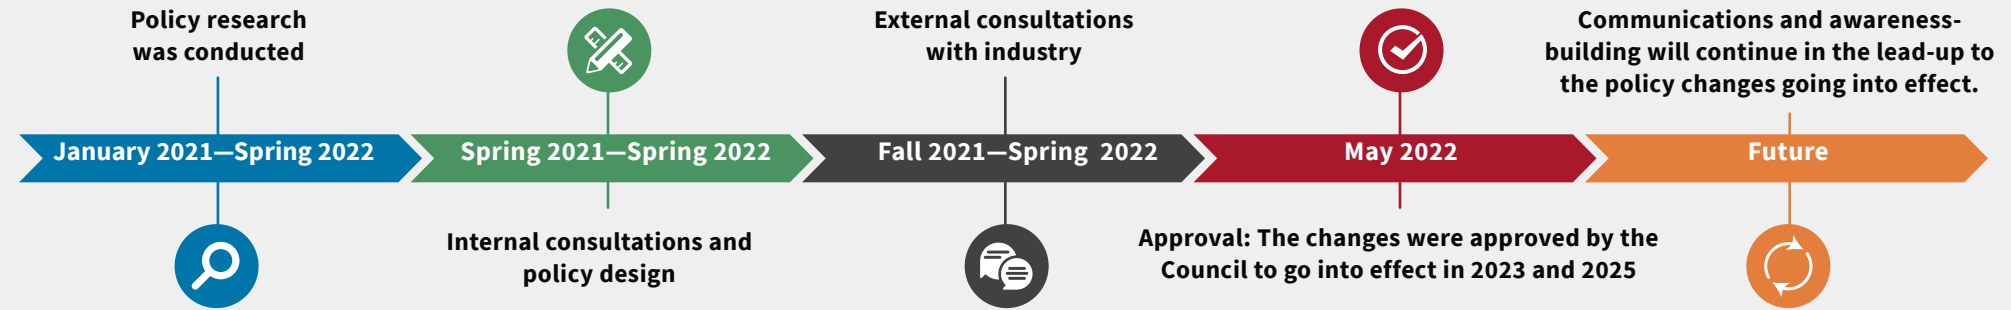 Policy research
was conducted
January 2021—Spring 2022
Spring 2021—Spring 2022
Internal consultations and
policy design
External consultations
with industry
Fall 2021—Spring 2022
May 2022
Approval: The changes were approved by the
Council to go into effect in 2023 and 2025
Communications and awareness-
building will continue in the lead-up to
the policy changes going into effect.
Future